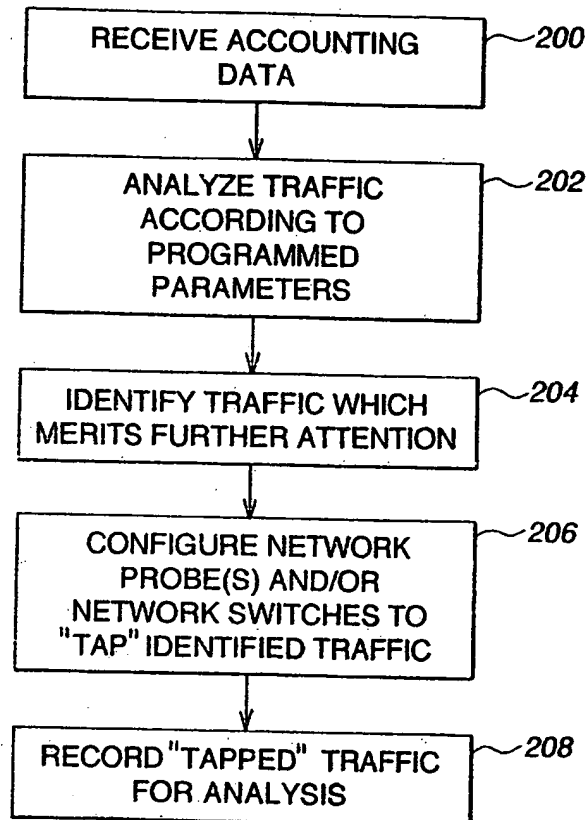 RECEIVE ACCOUNTING
DATA
200
ANALYZE TRAFFIC
ACCORDING TO
PROGRAMMED
PARAMETERS
202
IDENTIFY TRAFFIC WHICH
MERITS FURTHER ATTENTION
204
CONFIGURE NETWORK
PROBE(S) AND/OR
NETWORK SWITCHES TO
"TAP" IDENTIFIED TRAFFIC
206
RECORD "TAPPED" TRAFFIC
FOR ANALYSIS
208